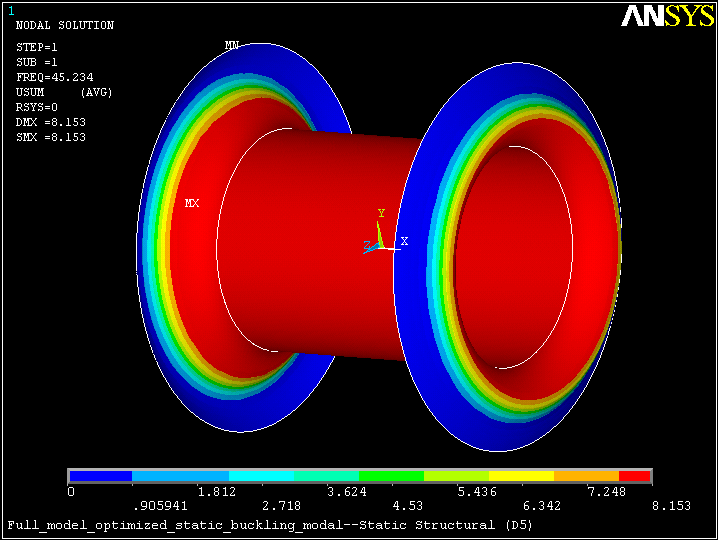 1
NODAL SOLUTION
ANSYS
STEP=1
SUB =1
FREQ=45.234
USUM (AVG)
RSYS=0
DMX =8.153
SMX =8.153
MN
MX
Y
Z X
0 1.812 3.624 5.436 7.248
.905941 2.718 4.53 6.342 8.153
Full_model_optimized_static_buckling_modal--Static Structural (D5)